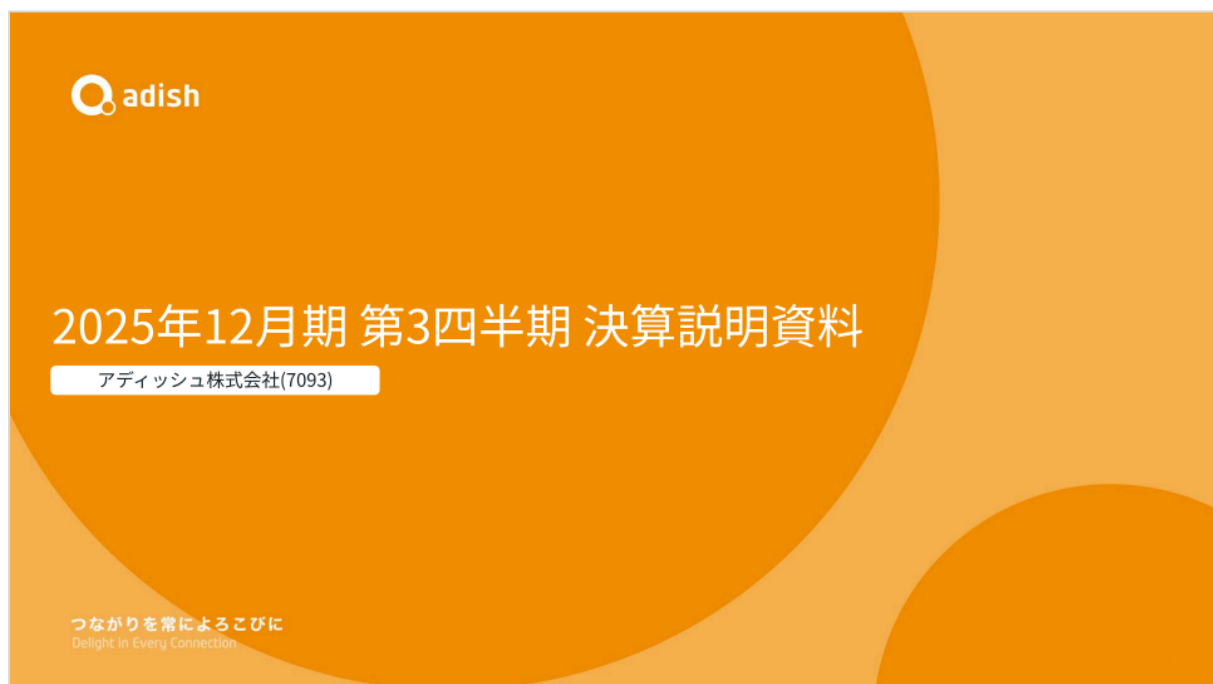 adish
2025年12月期 第3四半期 決算説明資料
アディッシュ株式会社(7093)
つながりを常によろこびに
Delight in Every Connection